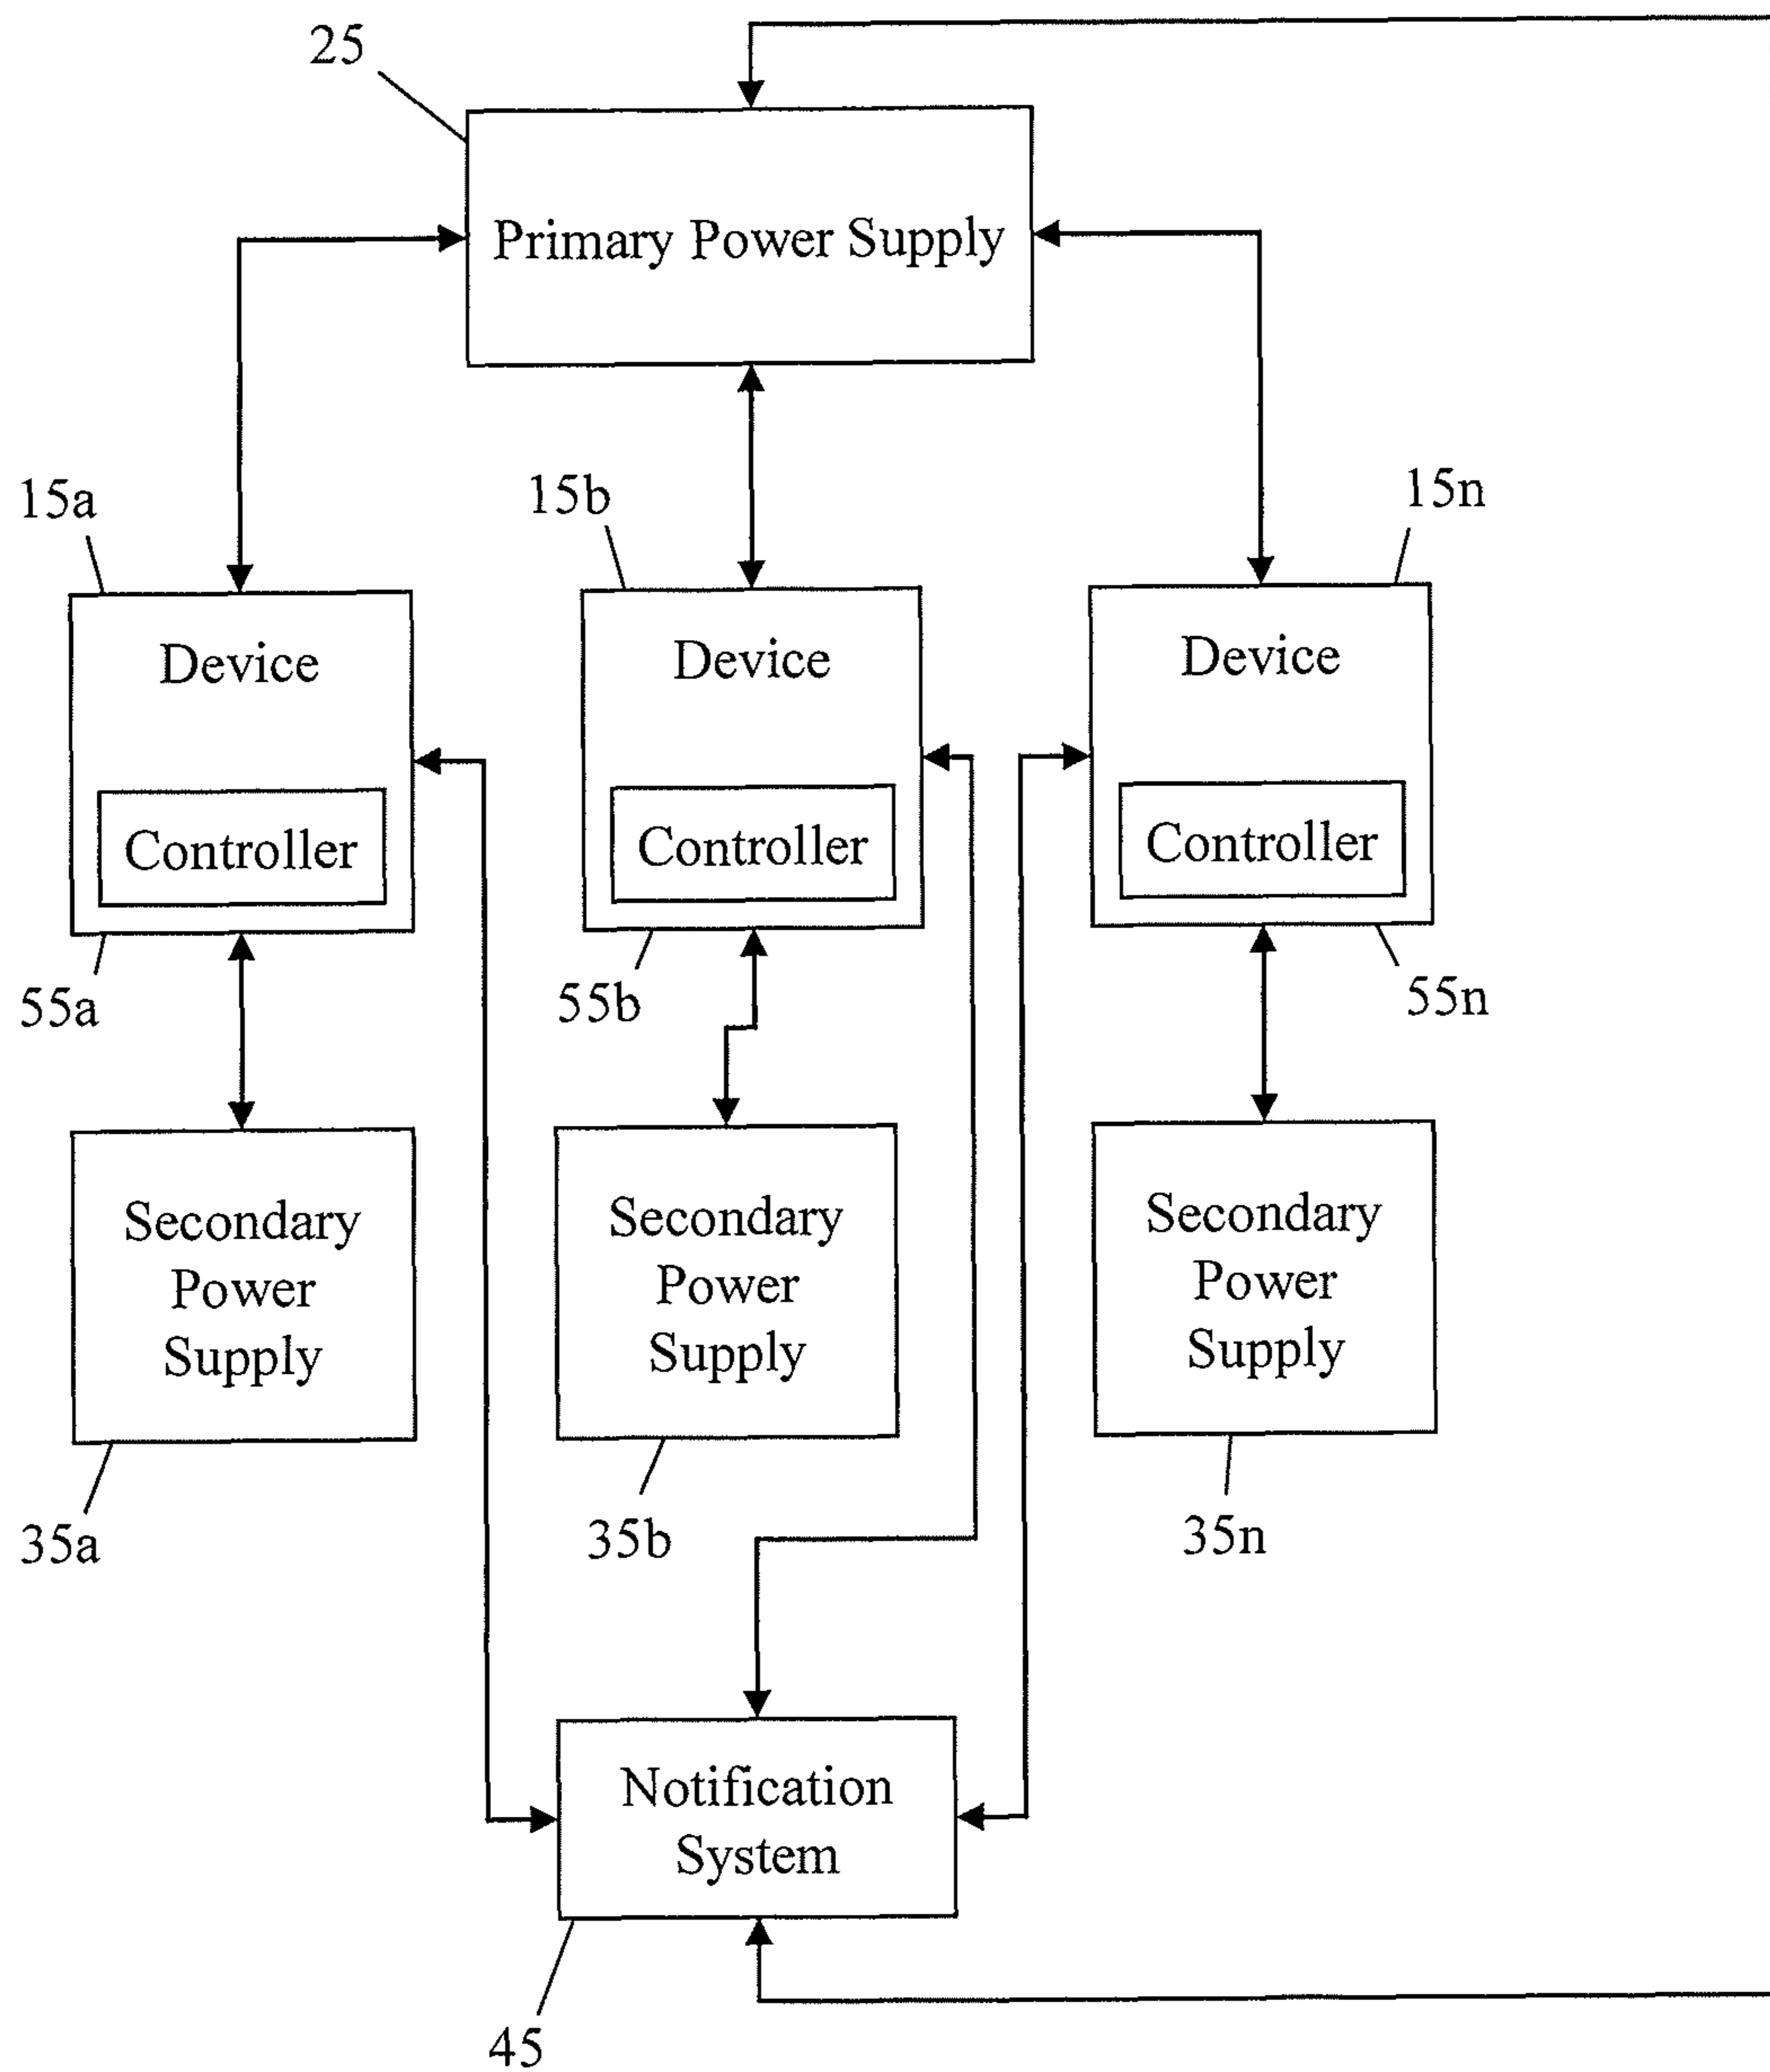 25
Primary Power Supply
15a
15b
15n
Device
Device
Device
Controller
Controller
Controller
55a
55b
55n
Secondary
Power
Supply
Secondary
Power
Supply
Secondary
Power
Supply
35a
35b
35n
Notification
System
45